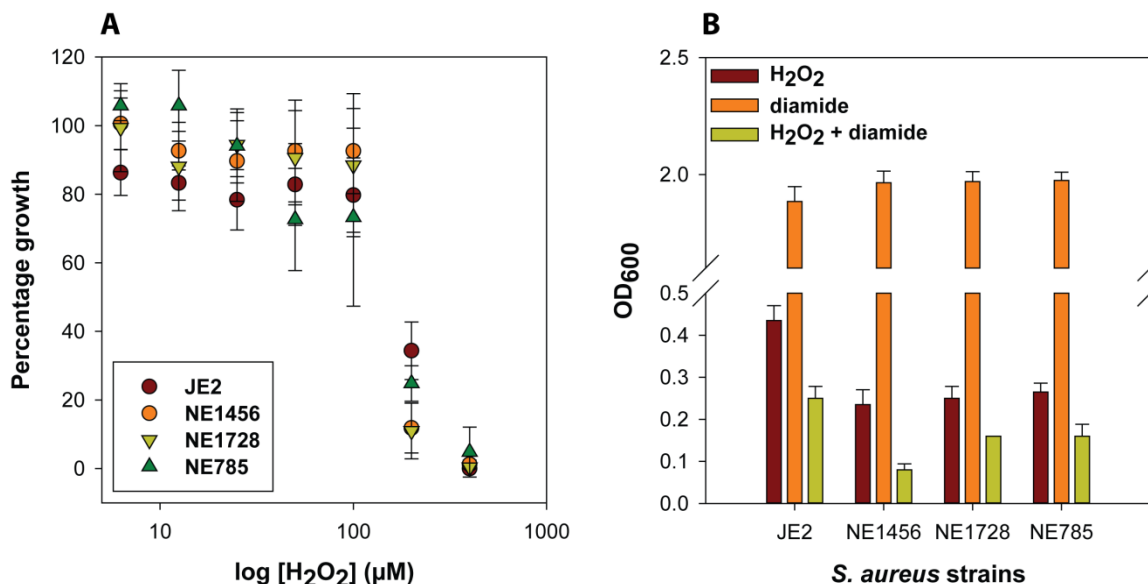 A
Percentage growth
120
100
80
60
40
20
0
JE2
NE1456
NE1728
NE785
10
100
1000
log [H₂O₂] (µM)
B
H₂O₂
diamide
H₂O₂ + diamide
OD₆₀₀
2.5
2.0
0.5
0.4
0.3
0.2
0.1
0.0
JE2
NE1456
NE1728
NE785
S. aureus strains